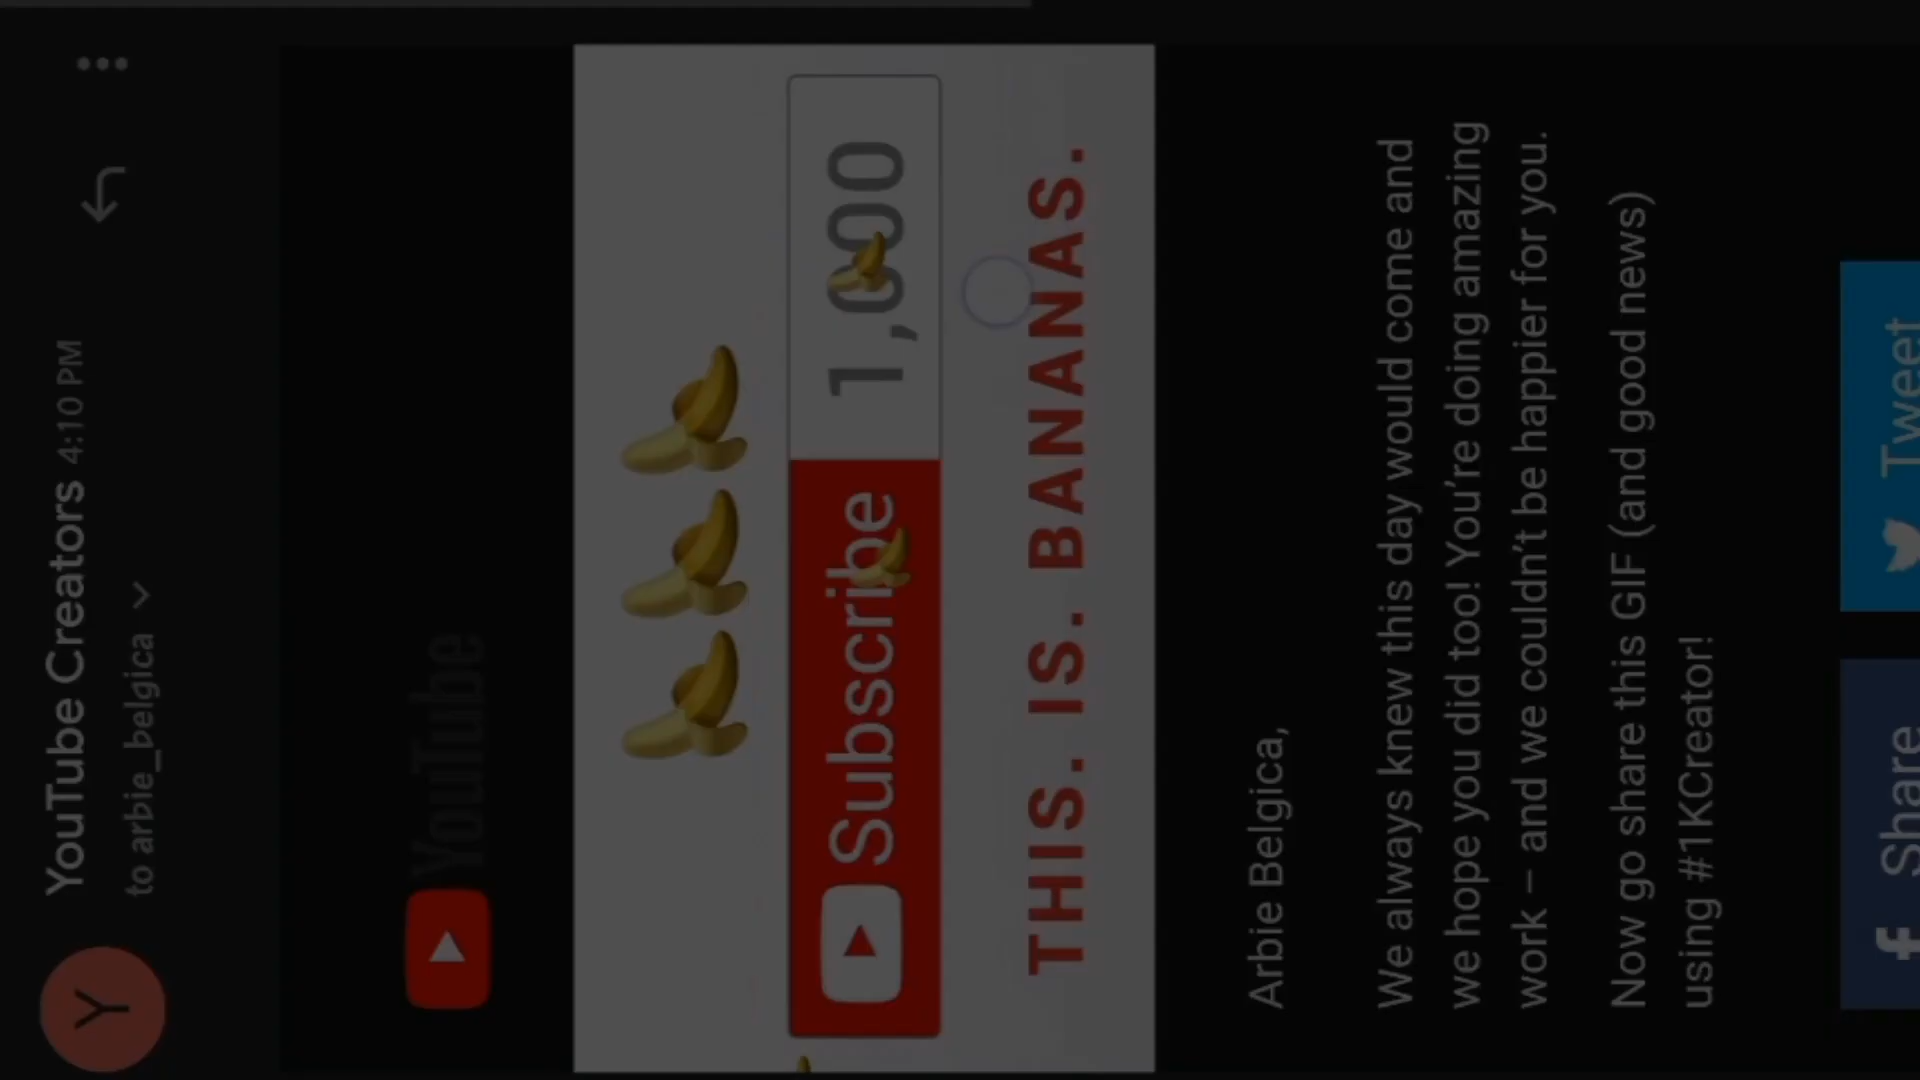 YouTube Creators 4:10 PM
to arbie_belgica
Y
YouTube
Subscribe 1,000
THIS. IS. BANANAS.
Arbie Belgica,
We always knew this day would come and
we hope you did too! You're doing amazing
work – and we couldn't be happier for you.
Now go share this GIF (and good news)
using #1KCreator!
Share
Tweet